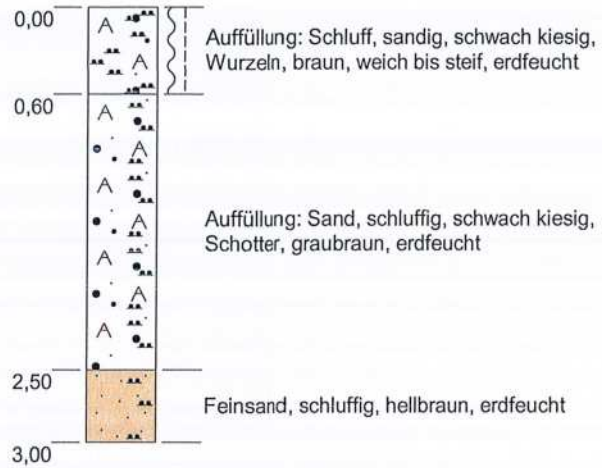 0,00
Auffüllung: Schluff, sandig, schwach kiesig,
Wurzeln, braun, weich bis steif, erdfeucht
0,60
Auffüllung: Sand, schluffig, schwach kiesig,
Schotter, graubraun, erdfeucht
2,50
Feinsand, schluffig, hellbraun, erdfeucht
3,00